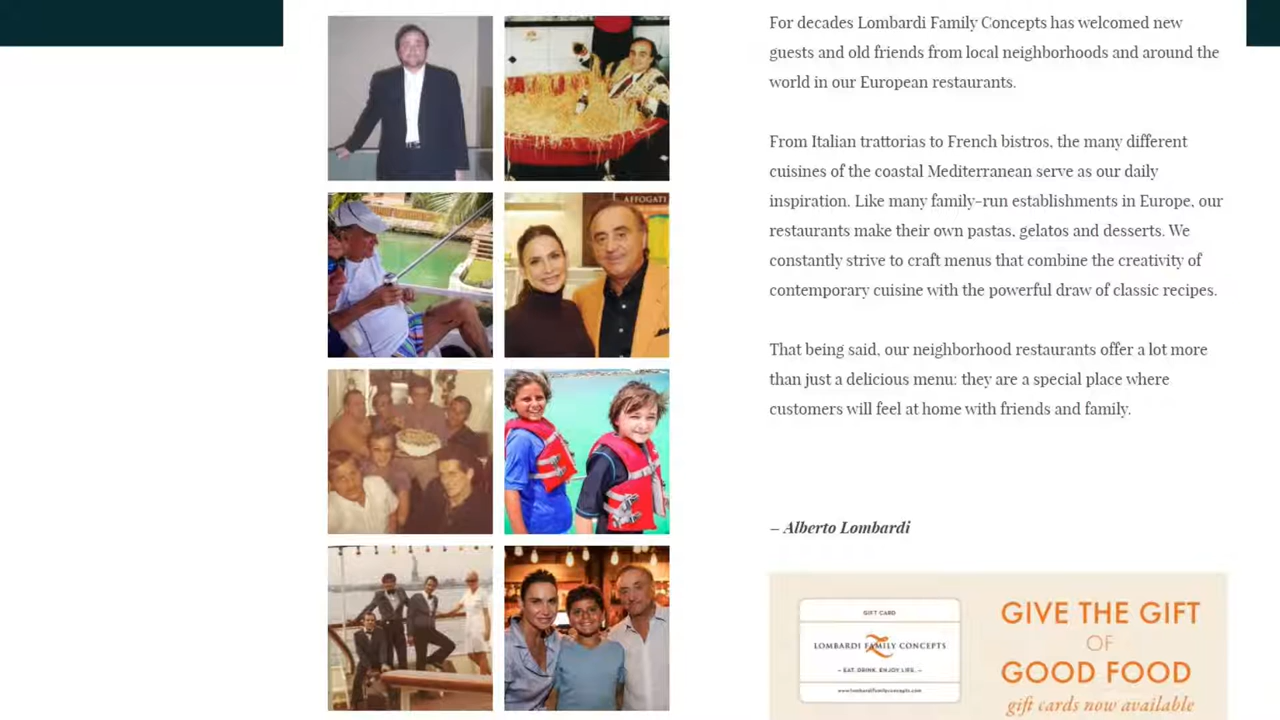 AFFOGATI
For decades Lombardi Family Concepts has welcomed new
guests and old friends from local neighborhoods and around the
world in our European restaurants.
From Italian trattorias to French bistros, the many different
cuisines of the coastal Mediterranean serve as our daily
inspiration. Like many family-run establishments in Europe, our
restaurants make their own pastas, gelatos and desserts. We
constantly strive to craft menus that combine the creativity of
contemporary cuisine with the powerful draw of classic recipes.
That being said, our neighborhood restaurants offer a lot more
than just a delicious menu: they are a special place where
customers will feel at home with friends and family.
– Alberto Lombardi
GIFT CARD
LOMBARDI FAMILY CONCEPTS
– EAT. DRINK. ENJOY LIFE. –
www.lombardifamilyconcepts.com
GIVE THE GIFT
OF
GOOD FOOD
gift cards now available